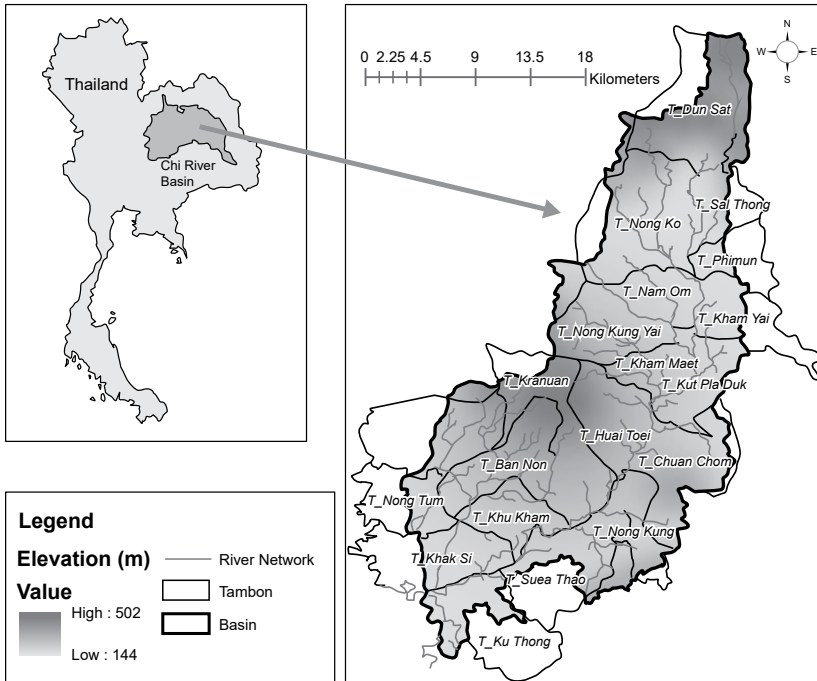 Thailand
Chi River
Basin
Legend
Elevation (m)
Value
High : 502
Low : 144
River Network
Tambon
Basin
0 2.25 4.5 9 13.5 18
Kilometers
N
W E
S
T_Dun Sat
T_Sai Thong
T_Nong Ko
T_Phimun
T_Nam Om
T_Kham Yai
T_Nong Kung Yai
T_Kham Maet
T_Kranuan
T_Kut Pla Duk
T_Huai Toei
T_Ban Non
T_Chuan Chom
T_Nong Tum
T_Khu Kham
T_Nong Kung
T_Khak Si
T_Suea Thao
T_Ku Thong